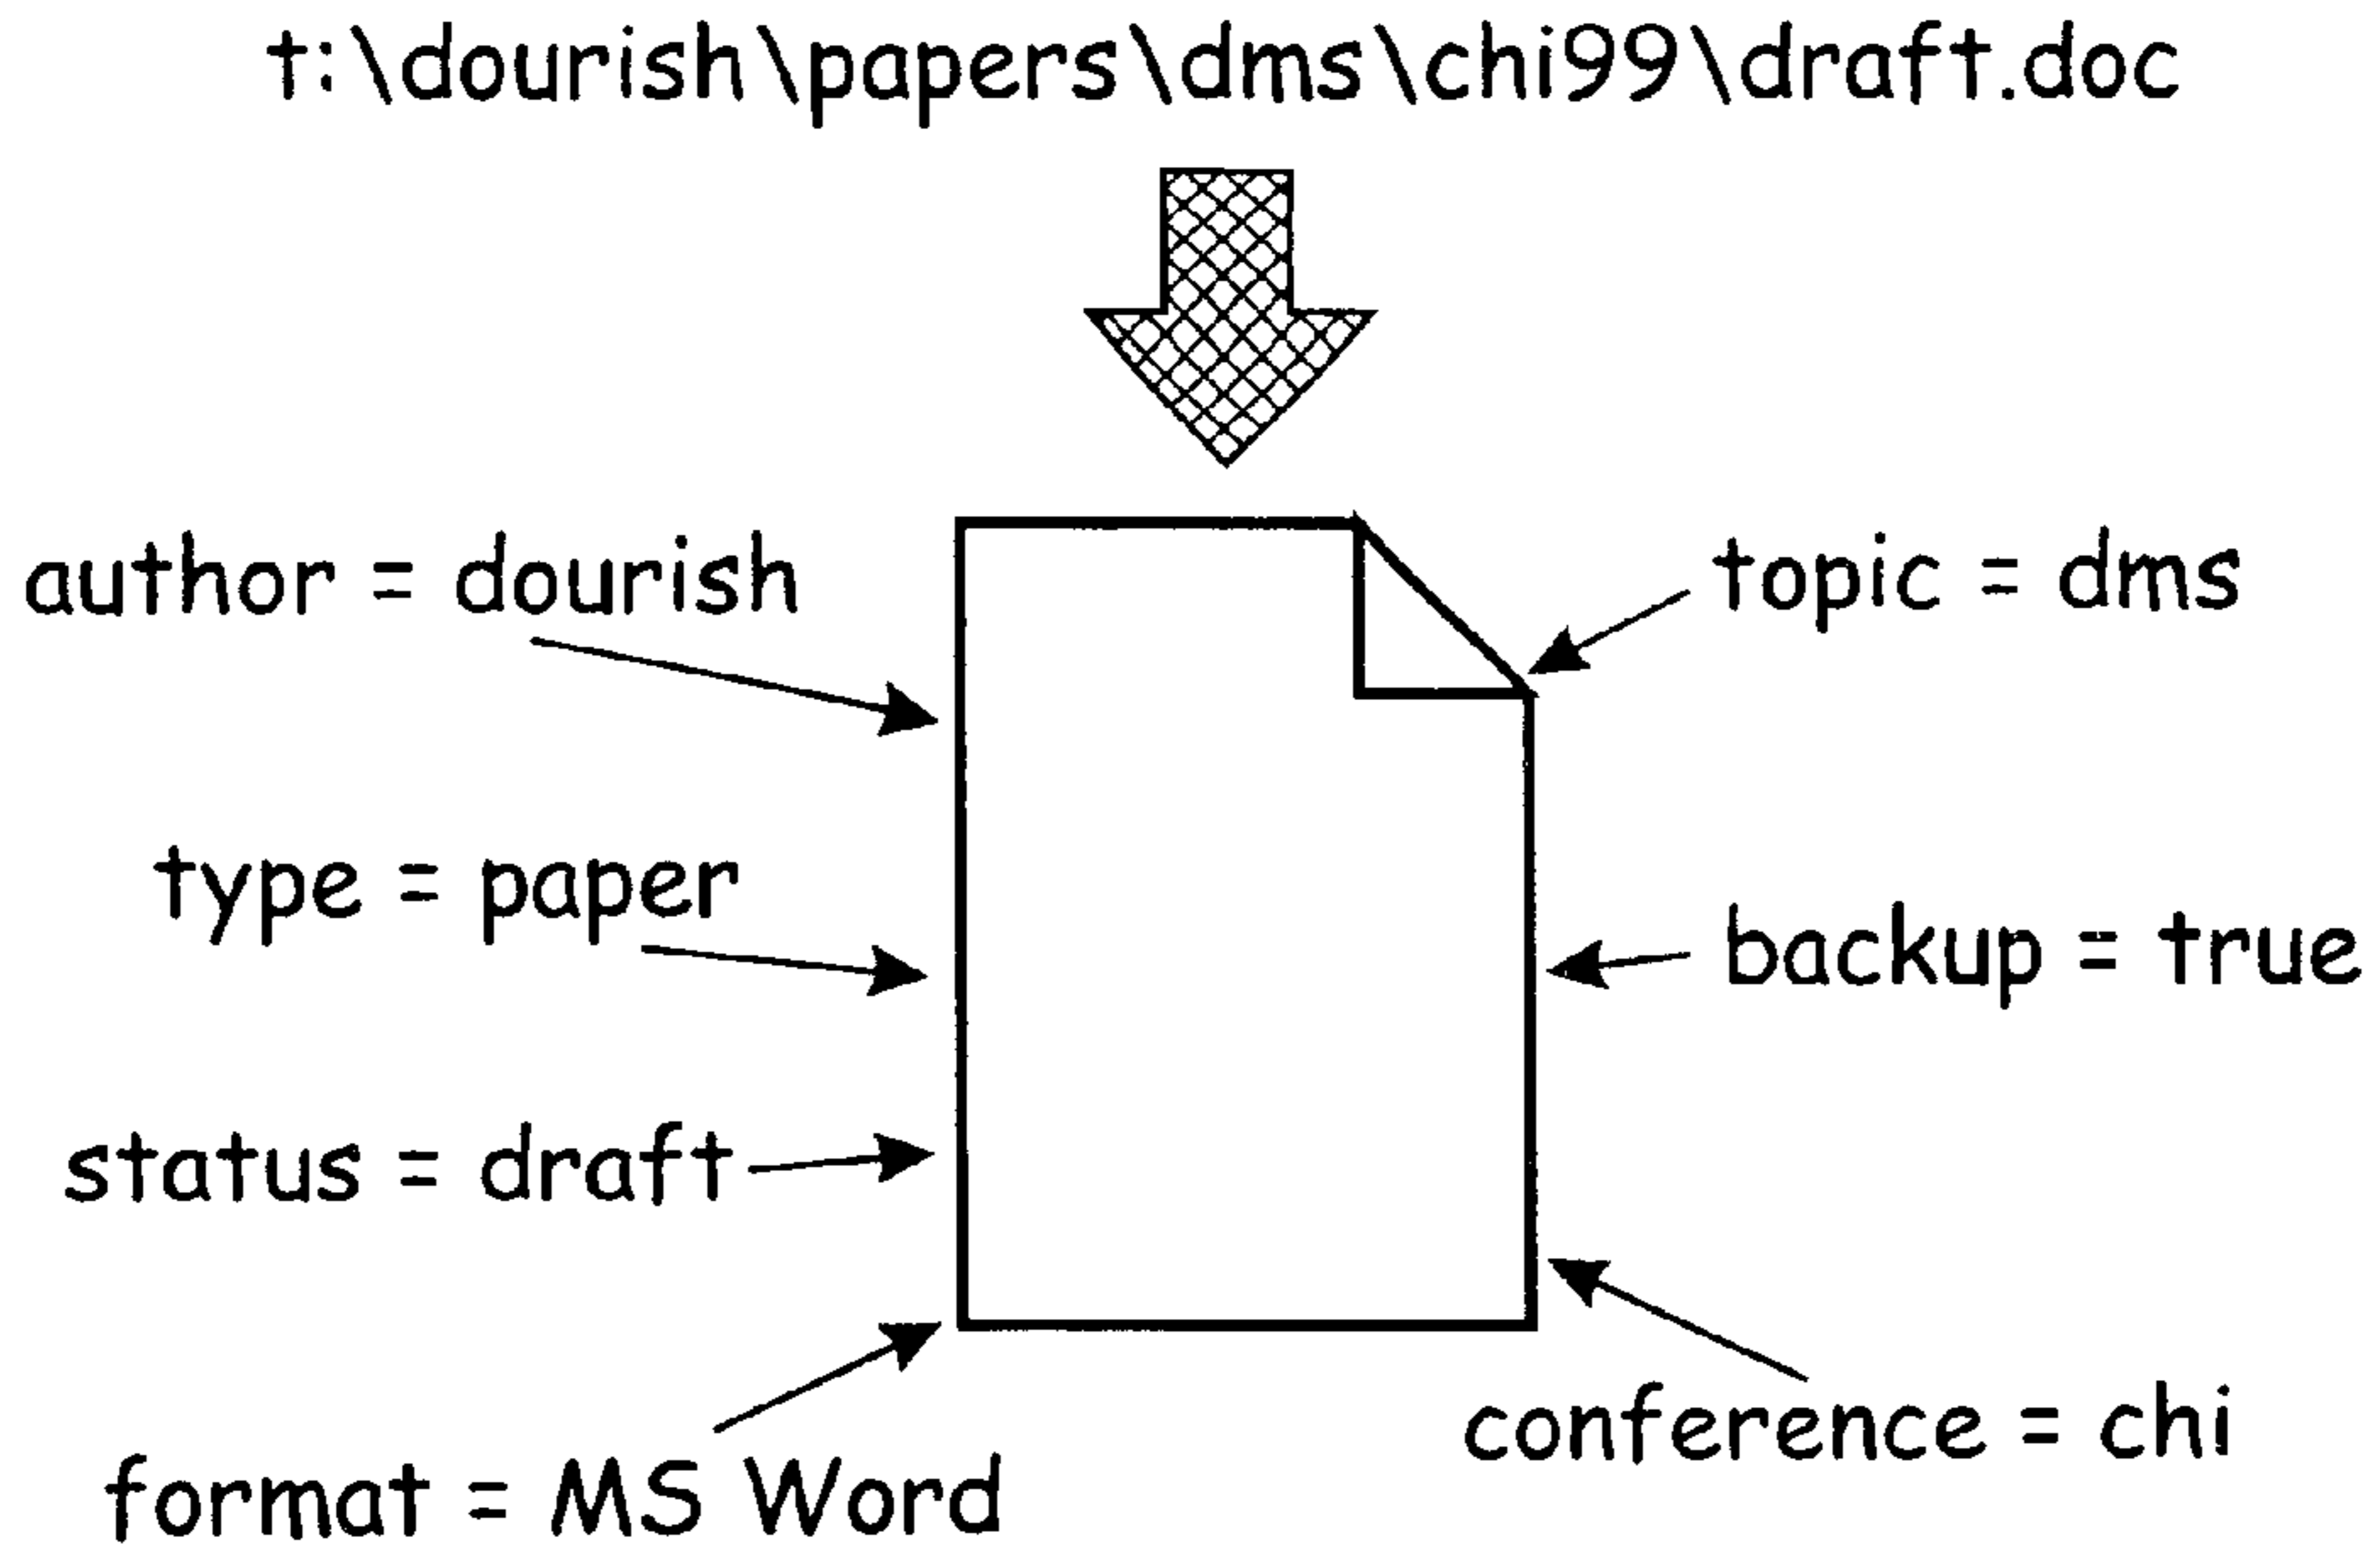 t:\dourish\papers\dms\chi99\draft.doc
author = dourish
topic = dms
type = paper
backup = true
status = draft
conference = chi
format = MS Word